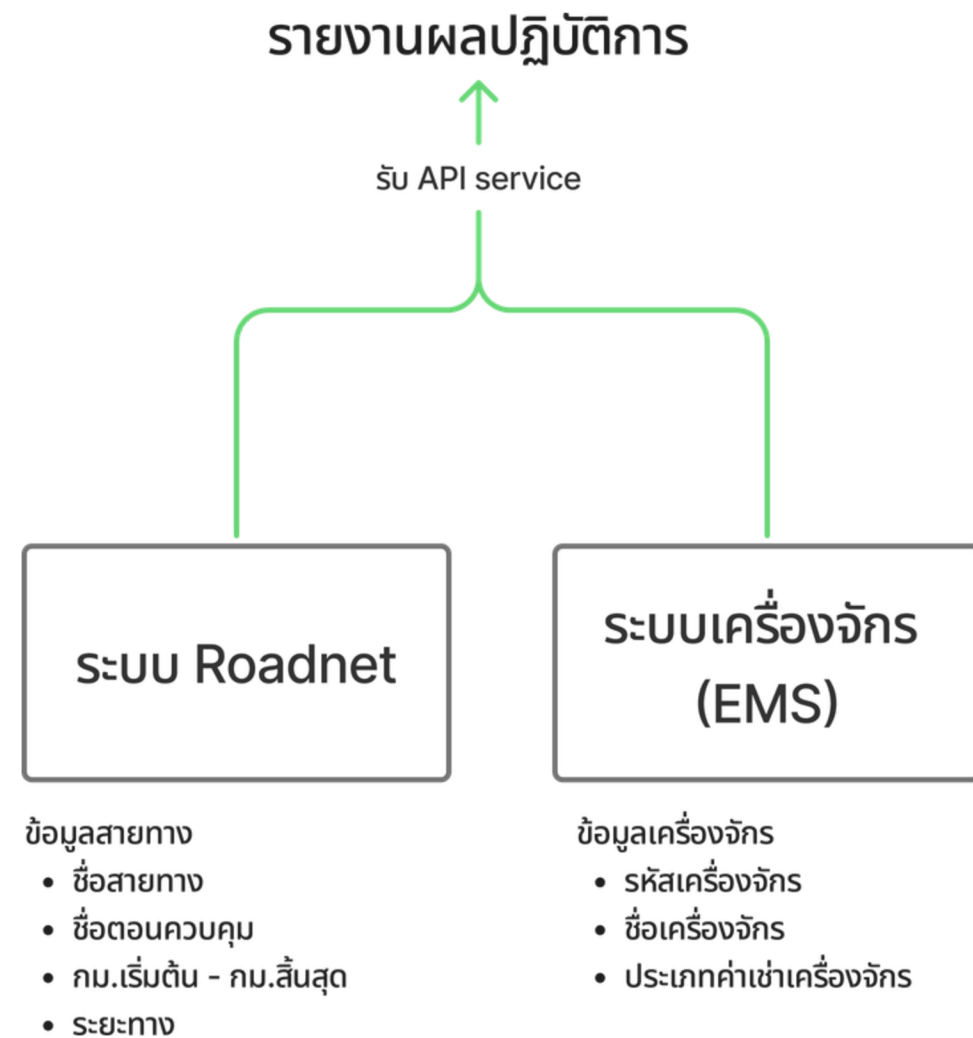 รายงานผลปฏิบัติการ
รับ API service
ระบบ Roadnet
ระบบเครื่องจักร
(EMS)
ข้อมูลสายทาง
• ชื่อสายทาง
• ชื่อตอนควบคุม
• กม.เริ่มต้น - กม.สิ้นสุด
• ระยะทาง
ข้อมูลเครื่องจักร
• รหัสเครื่องจักร
• ชื่อเครื่องจักร
• ประเภทค่าเช่าเครื่องจักร